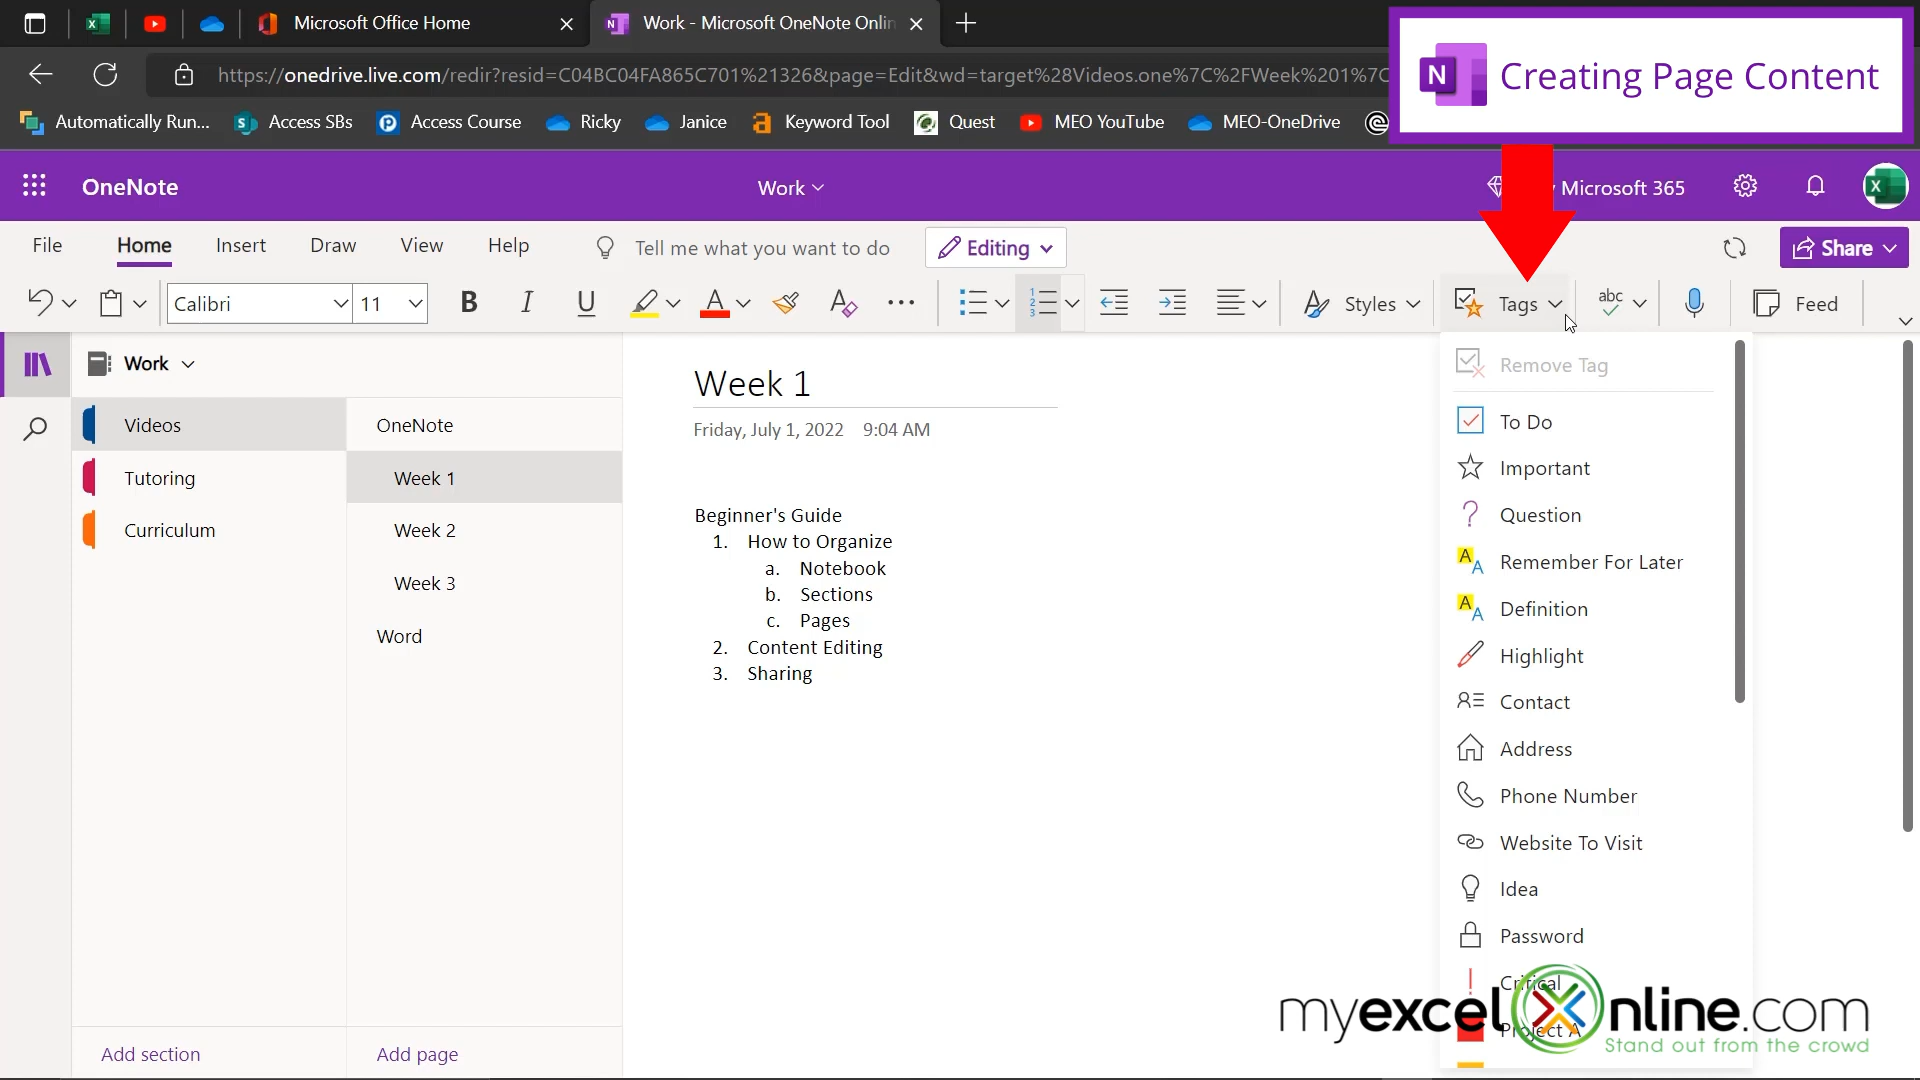 Microsoft Office Home
Work - Microsoft OneNote Onlin
https://onedrive.live.com/redir?resid=C04BC04FA865C701%21326&page=Edit&wd=target%28Videos.one%7C%2FWeek%201%7C
N Creating Page Content
Automatically Run... Access SBs Access Course Ricky Janice Keyword Tool Quest MEO YouTube MEO-OneDrive
OneNote Work Microsoft 365
File Home Insert Draw View Help Tell me what you want to do Editing Share
Calibri 11 B I U A Styles Tags abc Feed
Work
Videos
Tutoring
Curriculum
Add section
OneNote
Week 1
Week 2
Week 3
Word
Add page
Week 1
Friday, July 1, 2022 9:04 AM
Beginner's Guide
1. How to Organize
a. Notebook
b. Sections
c. Pages
2. Content Editing
3. Sharing
Remove Tag
To Do
Important
Question
Remember For Later
Definition
Highlight
Contact
Address
Phone Number
Website To Visit
Idea
Password
Critical
Project A
myexcelOnline.com
Stand out from the crowd